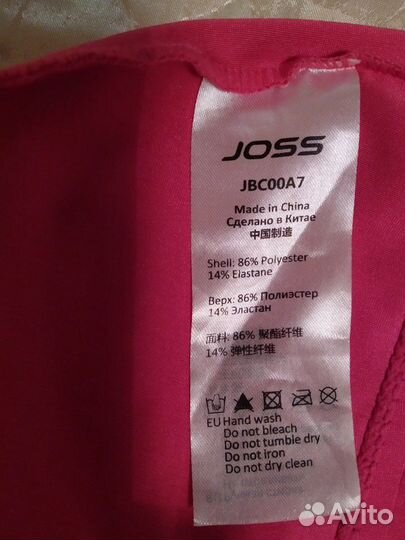 JOSS
JBC00A7
Made in China
Сделано в Китае
中国制造
Shell: 86% Polyester
14% Elastane
Верх: 86% Полиэстер
14% Эластан
面料: 86% 聚酯纤维
14% 弹性纤维
EU Hand wash
Do not bleach
Do not tumble dry
Do not iron
Do not dry clean
Avito